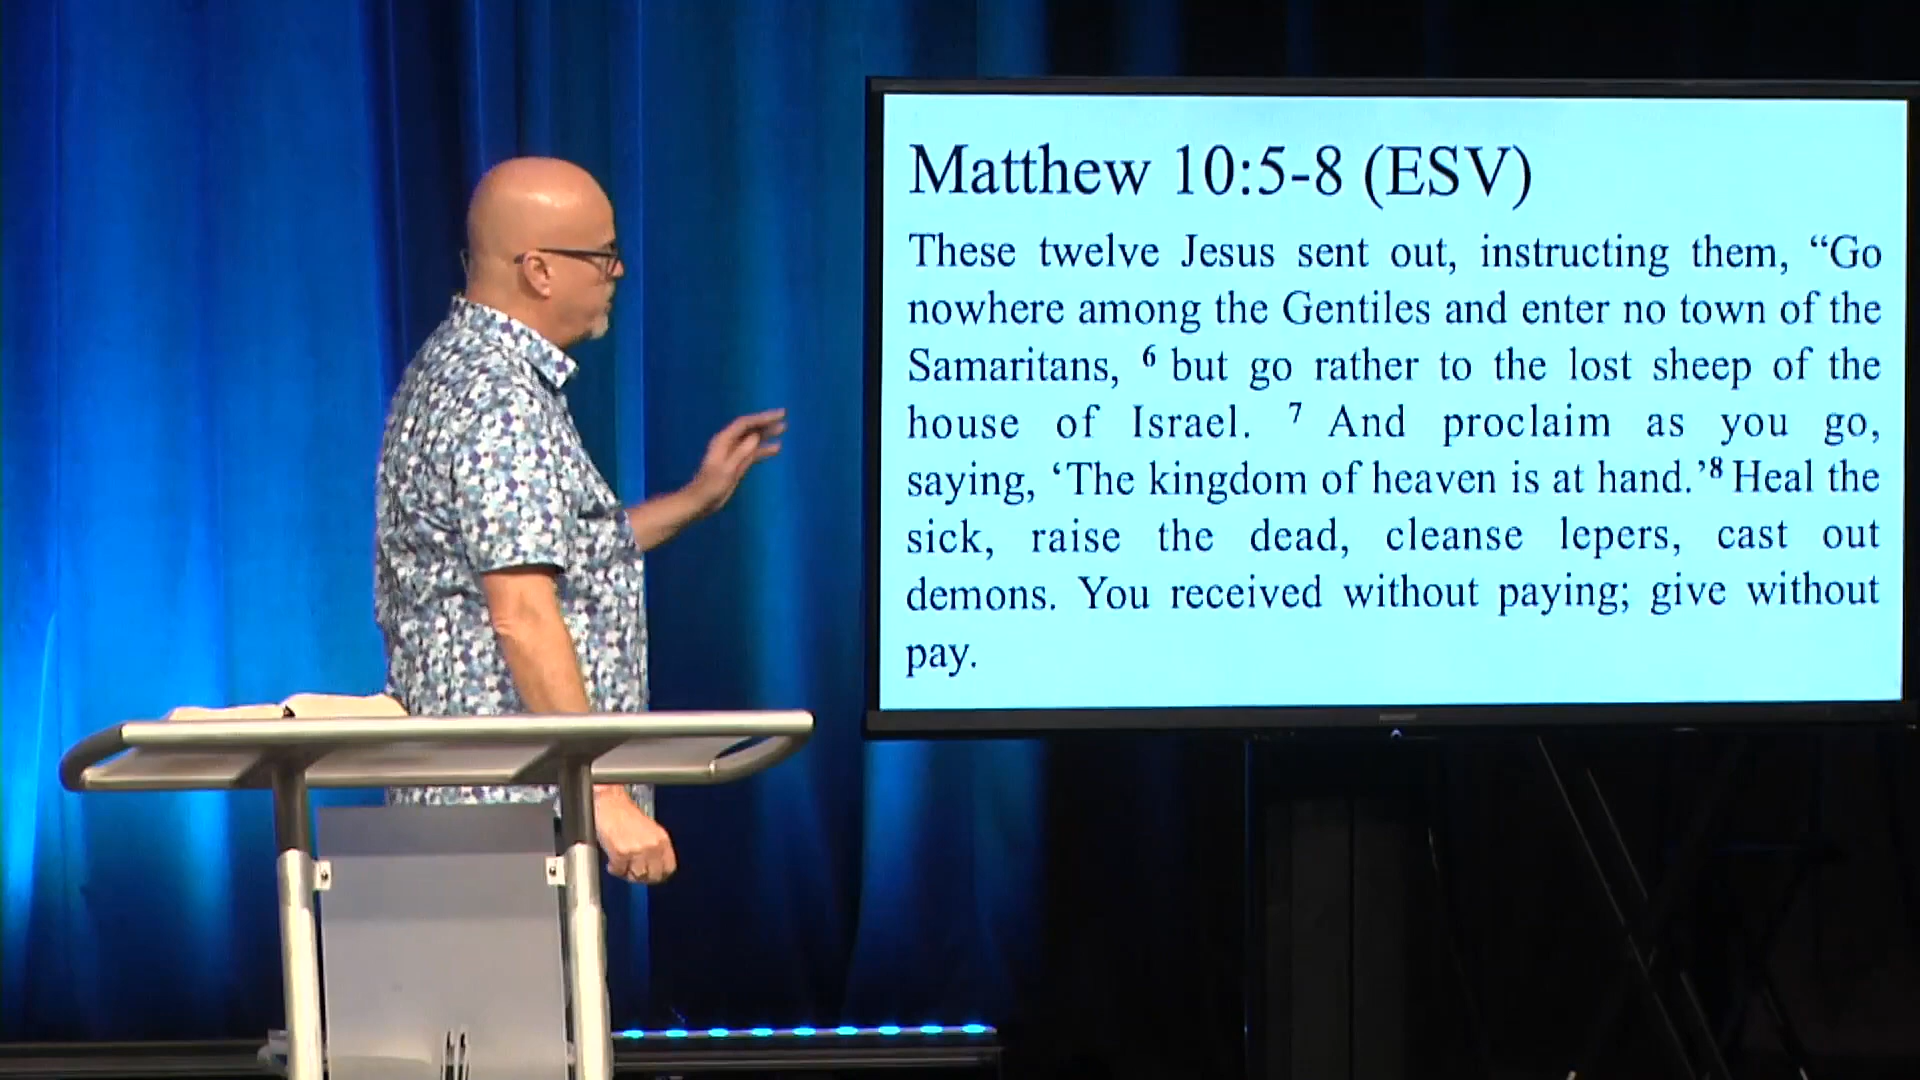 Matthew 10:5-8 (ESV)
These twelve Jesus sent out, instructing them, “Go
nowhere among the Gentiles and enter no town of the
Samaritans, ⁶ but go rather to the lost sheep of the
house of Israel. ⁷ And proclaim as you go,
saying, ‘The kingdom of heaven is at hand.’⁸ Heal the
sick, raise the dead, cleanse lepers, cast out
demons. You received without paying; give without
pay.